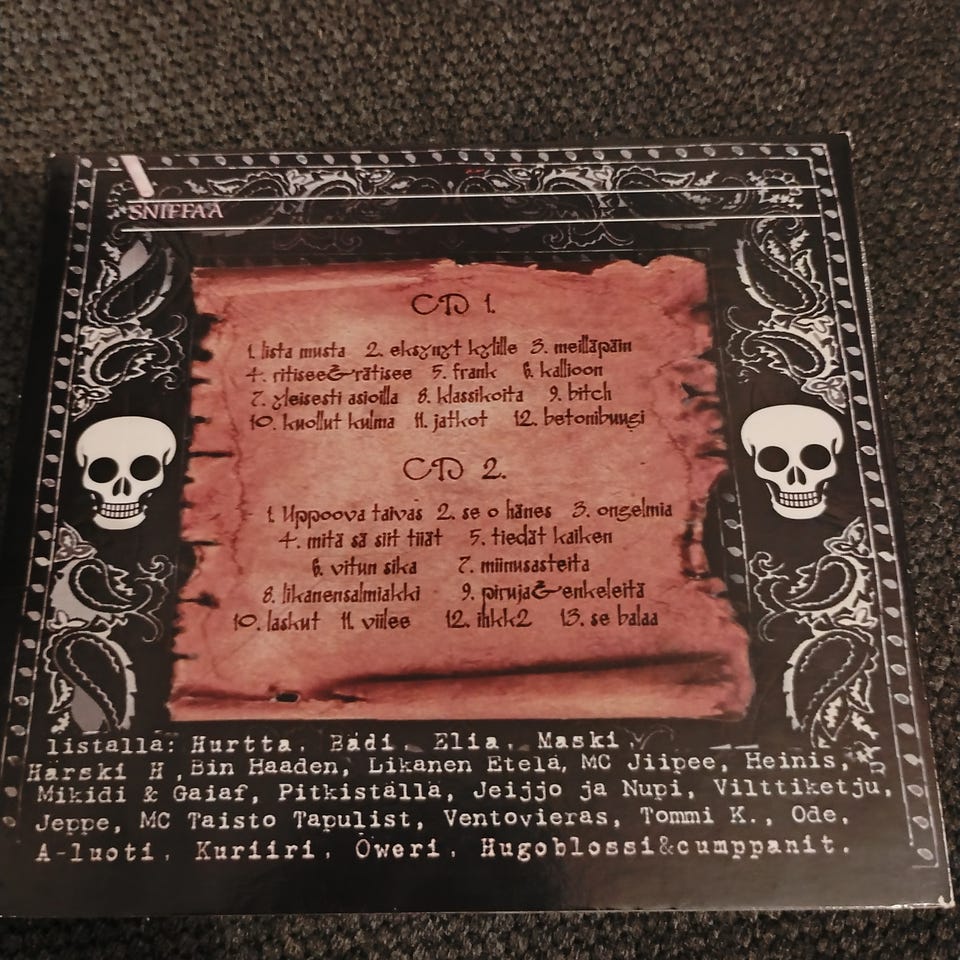 SNIFFAA
CD 1.
1. lista musta 2. eksynyt kylille 3. meilläpäin
4. ritisee&rätisee 5. frank 6. kallioon
7. yleisesti asioilla 8. klassikoita 9. bitch
10. kuollut kulma 11. jatkot 12. betonibuugi
CD 2.
1. Uppoova taivas 2. se o hänes 3. ongelmia
4. mitä sä siit tiiät 5. tiedät kaiken
6. vitun sika 7. miinusasteita
8. likanensalmiakki 9. piruja&enkeleitä
10. laskut 11. viilee 12. ihkk2 13. se balaa
listalla: Hurtta, Bädi, Elia, Maski,
Härski H, Bin Haaden, Likanen Etelä, MC Jiipee, Heinis,
Mikidi & Gaiaf, Pitkiställä, Jeijjo ja Nupi, Vilttiketju,
Jeppe, MC Taisto Tapulist, Ventovieras, Tommi K., Ode,
A-luoti, Kuriiri, Öweri, Hugoblossi&cumppanit.